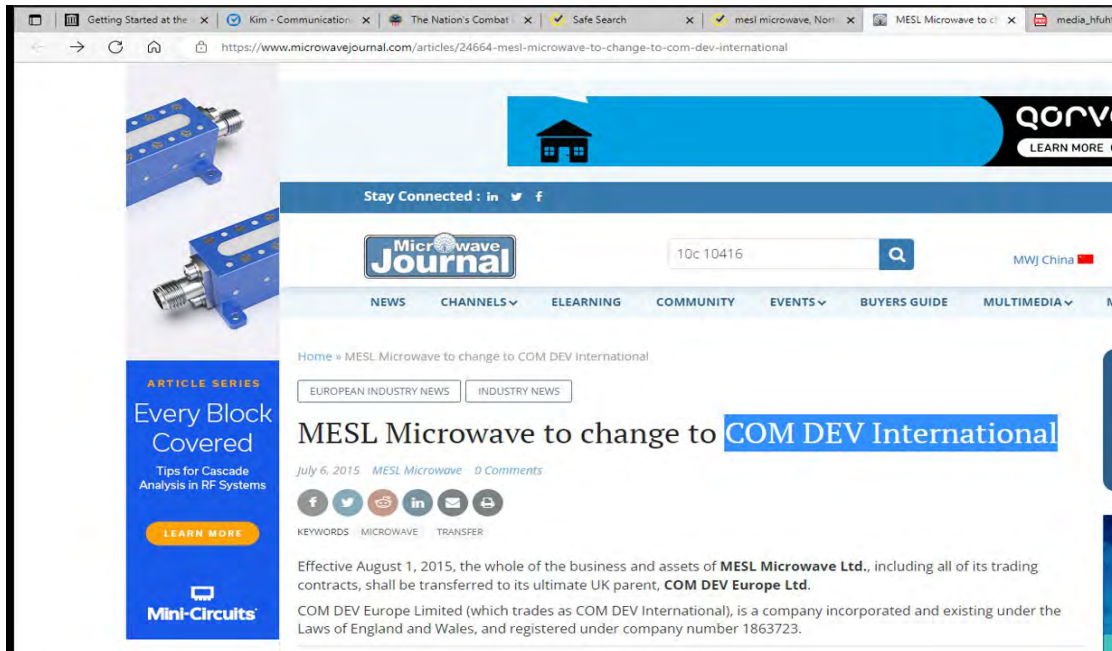 Getting Started at the
Kim - Communication
The Nation's Combat
Safe Search
mesl microwave, Nort
MESL Microwave to c
media_hfuh
https://www.microwavejournal.com/articles/24664-mesl-microwave-to-change-to-com-dev-international
LEARN MORE
Stay Connected : in f
Microwave
Journal
10c 10416
MWJ China
NEWS CHANNELS ELEARNING COMMUNITY EVENTS BUYERS GUIDE MULTIMEDIA
Home » MESL Microwave to change to COM DEV International
EUROPEAN INDUSTRY NEWS INDUSTRY NEWS
MESL Microwave to change to COM DEV International
July 6, 2015 MESL Microwave 0 Comments
KEYWORDS MICROWAVE TRANSFER
Effective August 1, 2015, the whole of the business and assets of MESL Microwave Ltd., including all of its trading
contracts, shall be transferred to its ultimate UK parent, COM DEV Europe Ltd.
COM DEV Europe Limited (which trades as COM DEV International), is a company incorporated and existing under the
Laws of England and Wales, and registered under company number 1863723.
ARTICLE SERIES
Every Block
Covered
Tips for Cascade
Analysis in RF Systems
LEARN MORE
Mini-Circuits